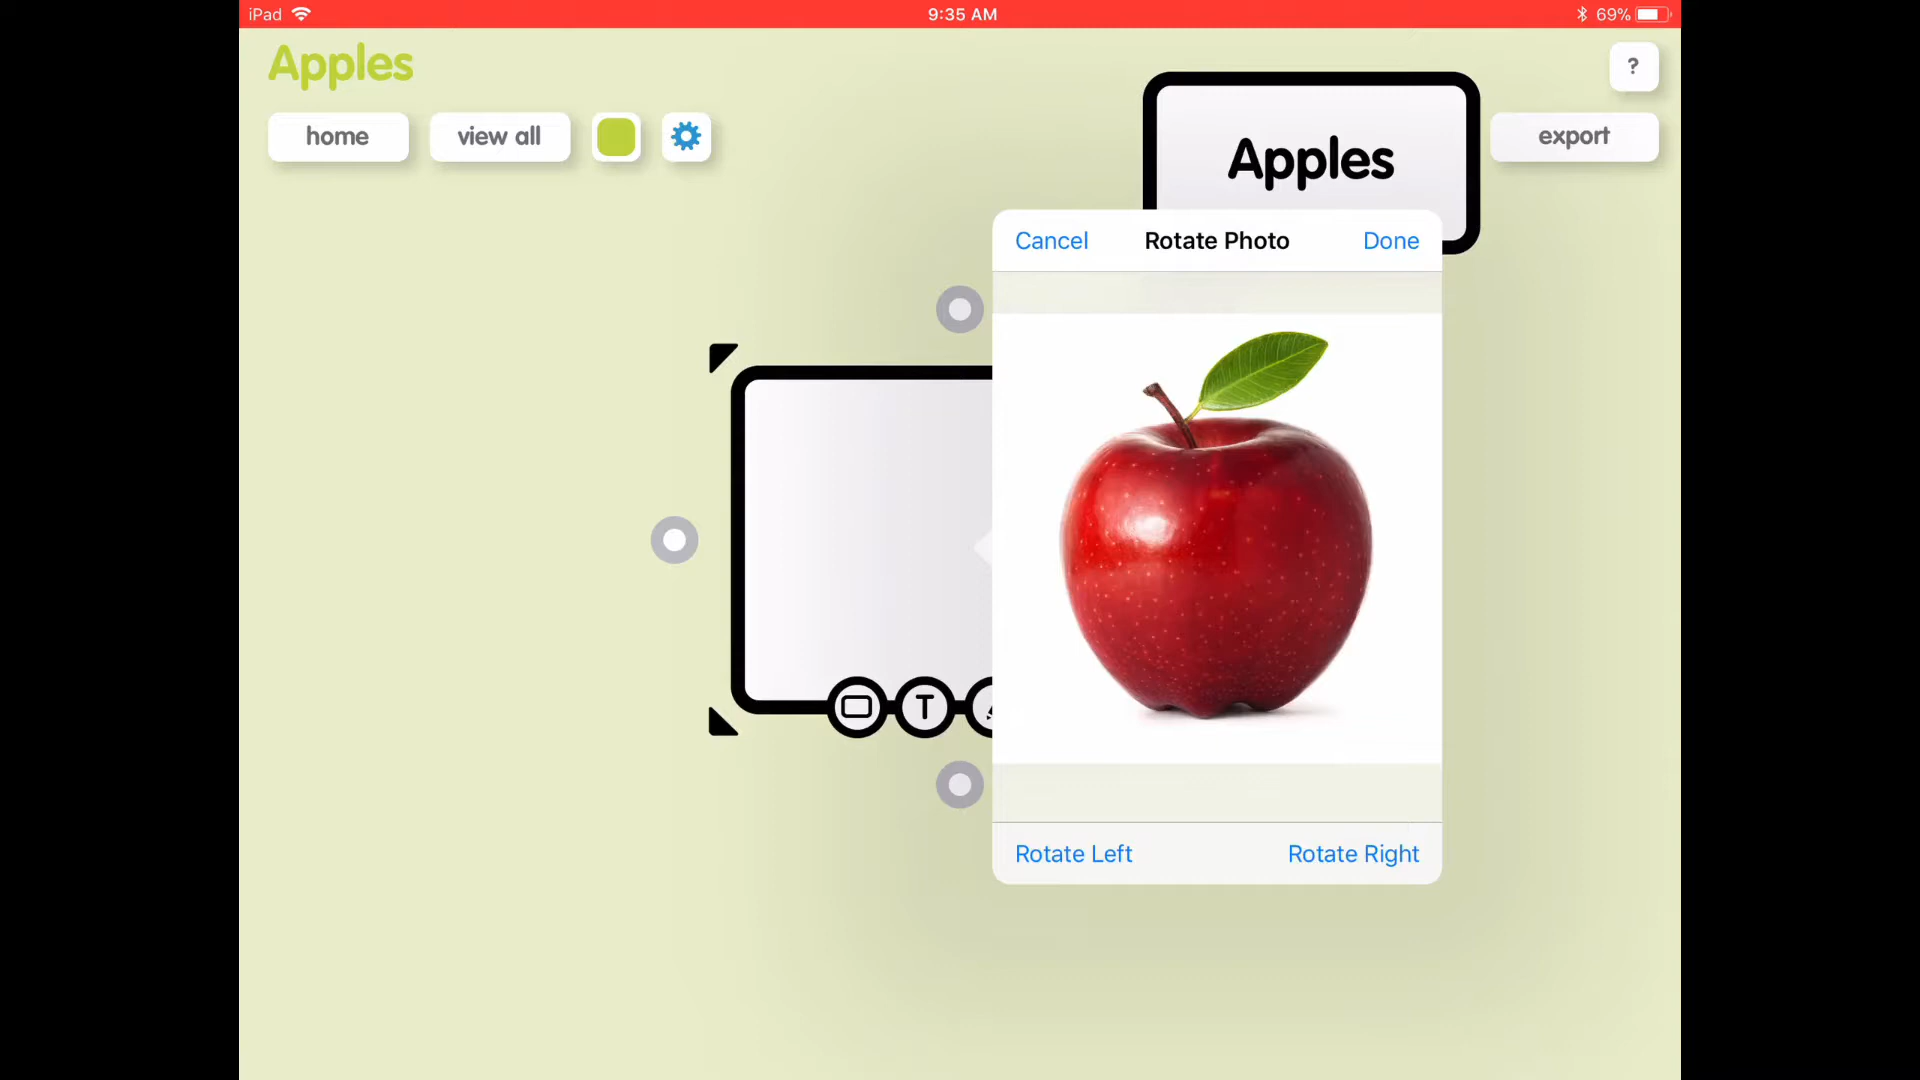 iPad 9:35 AM 69%
Apples
?
home view all export
Apples
Cancel Rotate Photo Done
T
Rotate Left Rotate Right